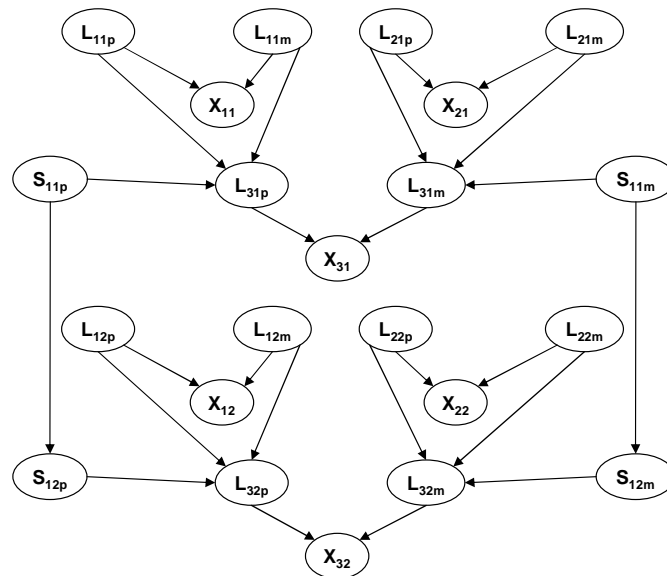 L11p L11m L21p L21m
X11 X21
S11p L31p L31m S11m
X31
L12p L12m L22p L22m
X12 X22
S12p L32p L32m S12m
X32